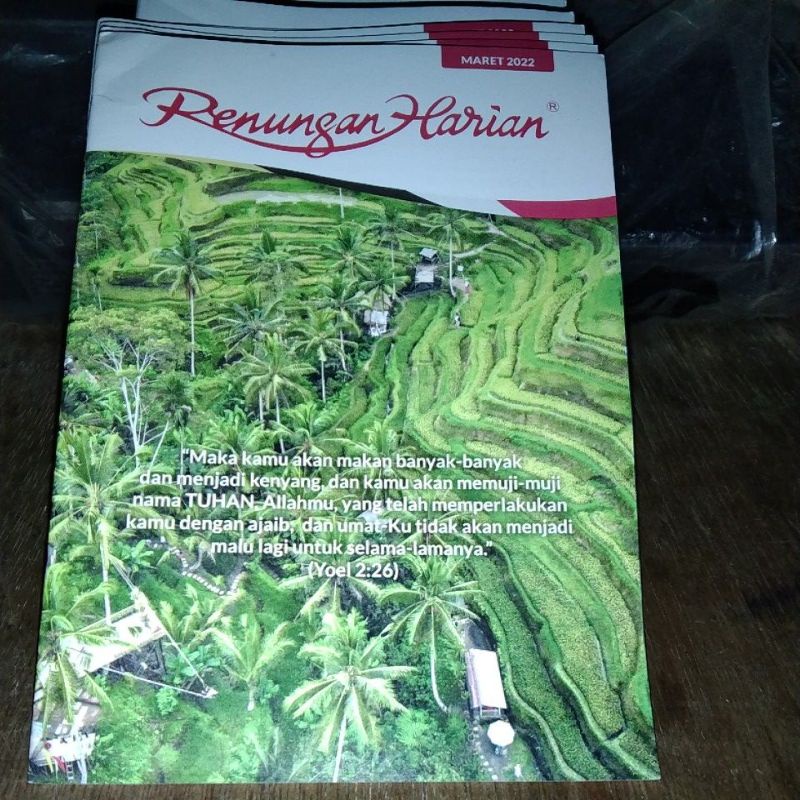 MARET 2022
Renungan Harian®
"Maka kamu akan makan banyak-banyak
dan menjadi kenyang, dan kamu akan memuji-muji
nama TUHAN, Allahmu, yang telah memperlakukan
kamu dengan ajaib; dan umat-Ku tidak akan menjadi
malu lagi untuk selama-lamanya."
(Yoel 2:26)